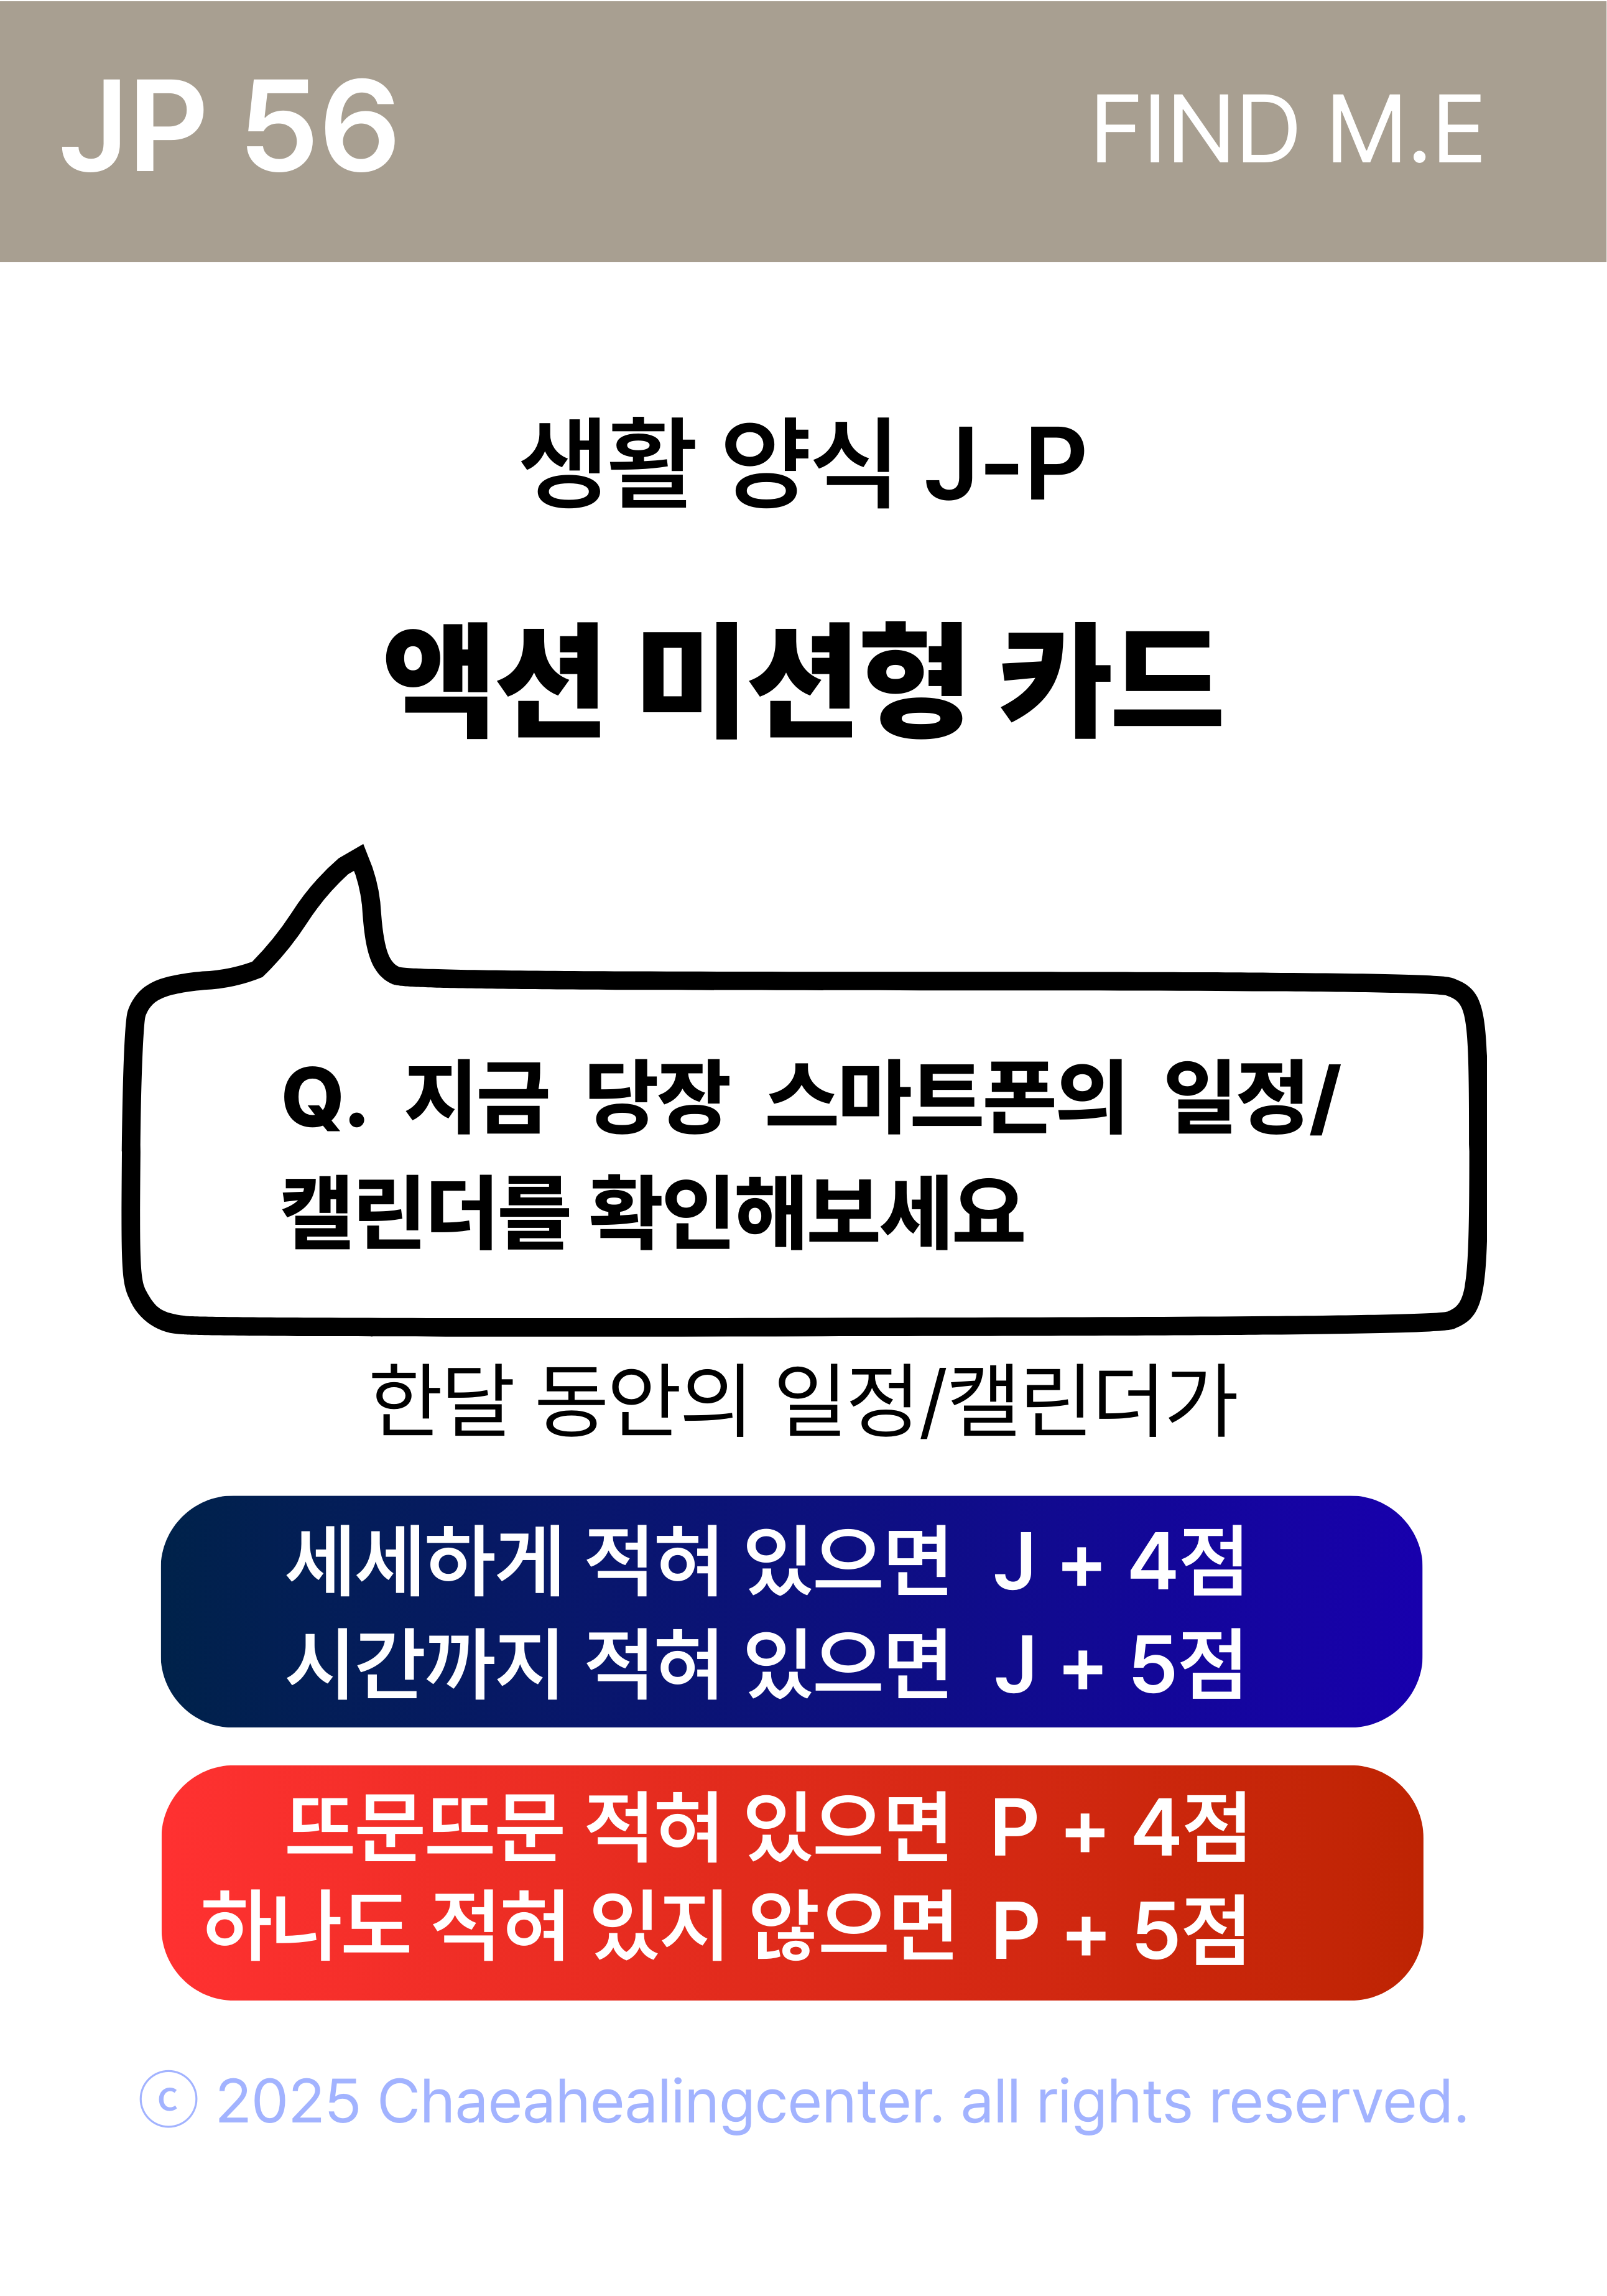 JP 56 FIND M.E
생활 양식 J-P
액션 미션형 카드
Q. 지금 당장 스마트폰의 일정/
캘린더를 확인해보세요
한달 동안의 일정/캘린더가
세세하게 적혀 있으면 J + 4점
시간까지 적혀 있으면 J + 5점
뜨문뜨문 적혀 있으면 P + 4점
하나도 적혀 있지 않으면 P + 5점
ⓒ 2025 Chaeahealingcenter. all rights reserved.